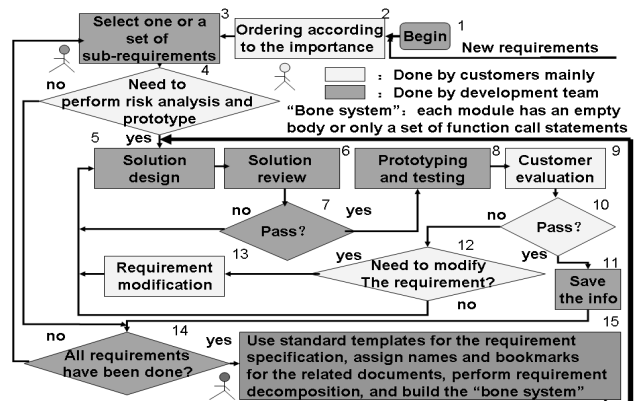 1
Begin
New requirements
2
Ordering according
to the importance
3
Select one or a
set of
sub-requirements
: Done by customers mainly
: Done by development team
"Bone system": each module has an empty
body or only a set of function call statements
4
Need to
perform risk analysis and
prototype
no
yes
5
Solution
design
6
Solution
review
7
Pass?
no
yes
8
Prototyping
and testing
9
Customer
evaluation
10
Pass?
no
yes
11
Save
the info
12
Need to modify
The requirement?
yes
no
13
Requirement
modification
14
All requirements
have been done?
no
yes
15
Use standard templates for the requirement
specification, assign names and bookmarks
for the related documents, perform requirement
decomposition, and build the "bone system"